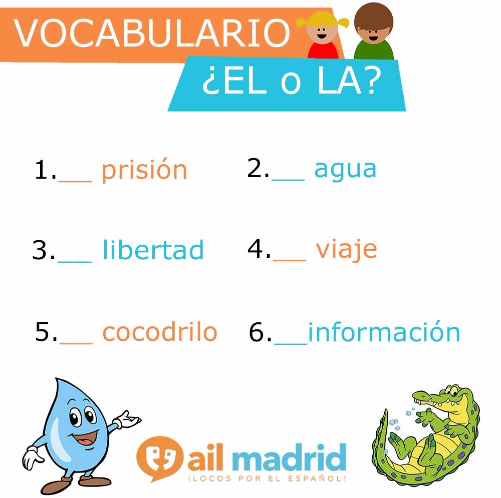 VOCABULARIO
¿EL o LA?
1.__ prisión
2.__ agua
3.__ libertad
4.__ viaje
5.__ cocodrilo
6.__información
ail madrid
¡LOCOS POR EL ESPAÑOL!